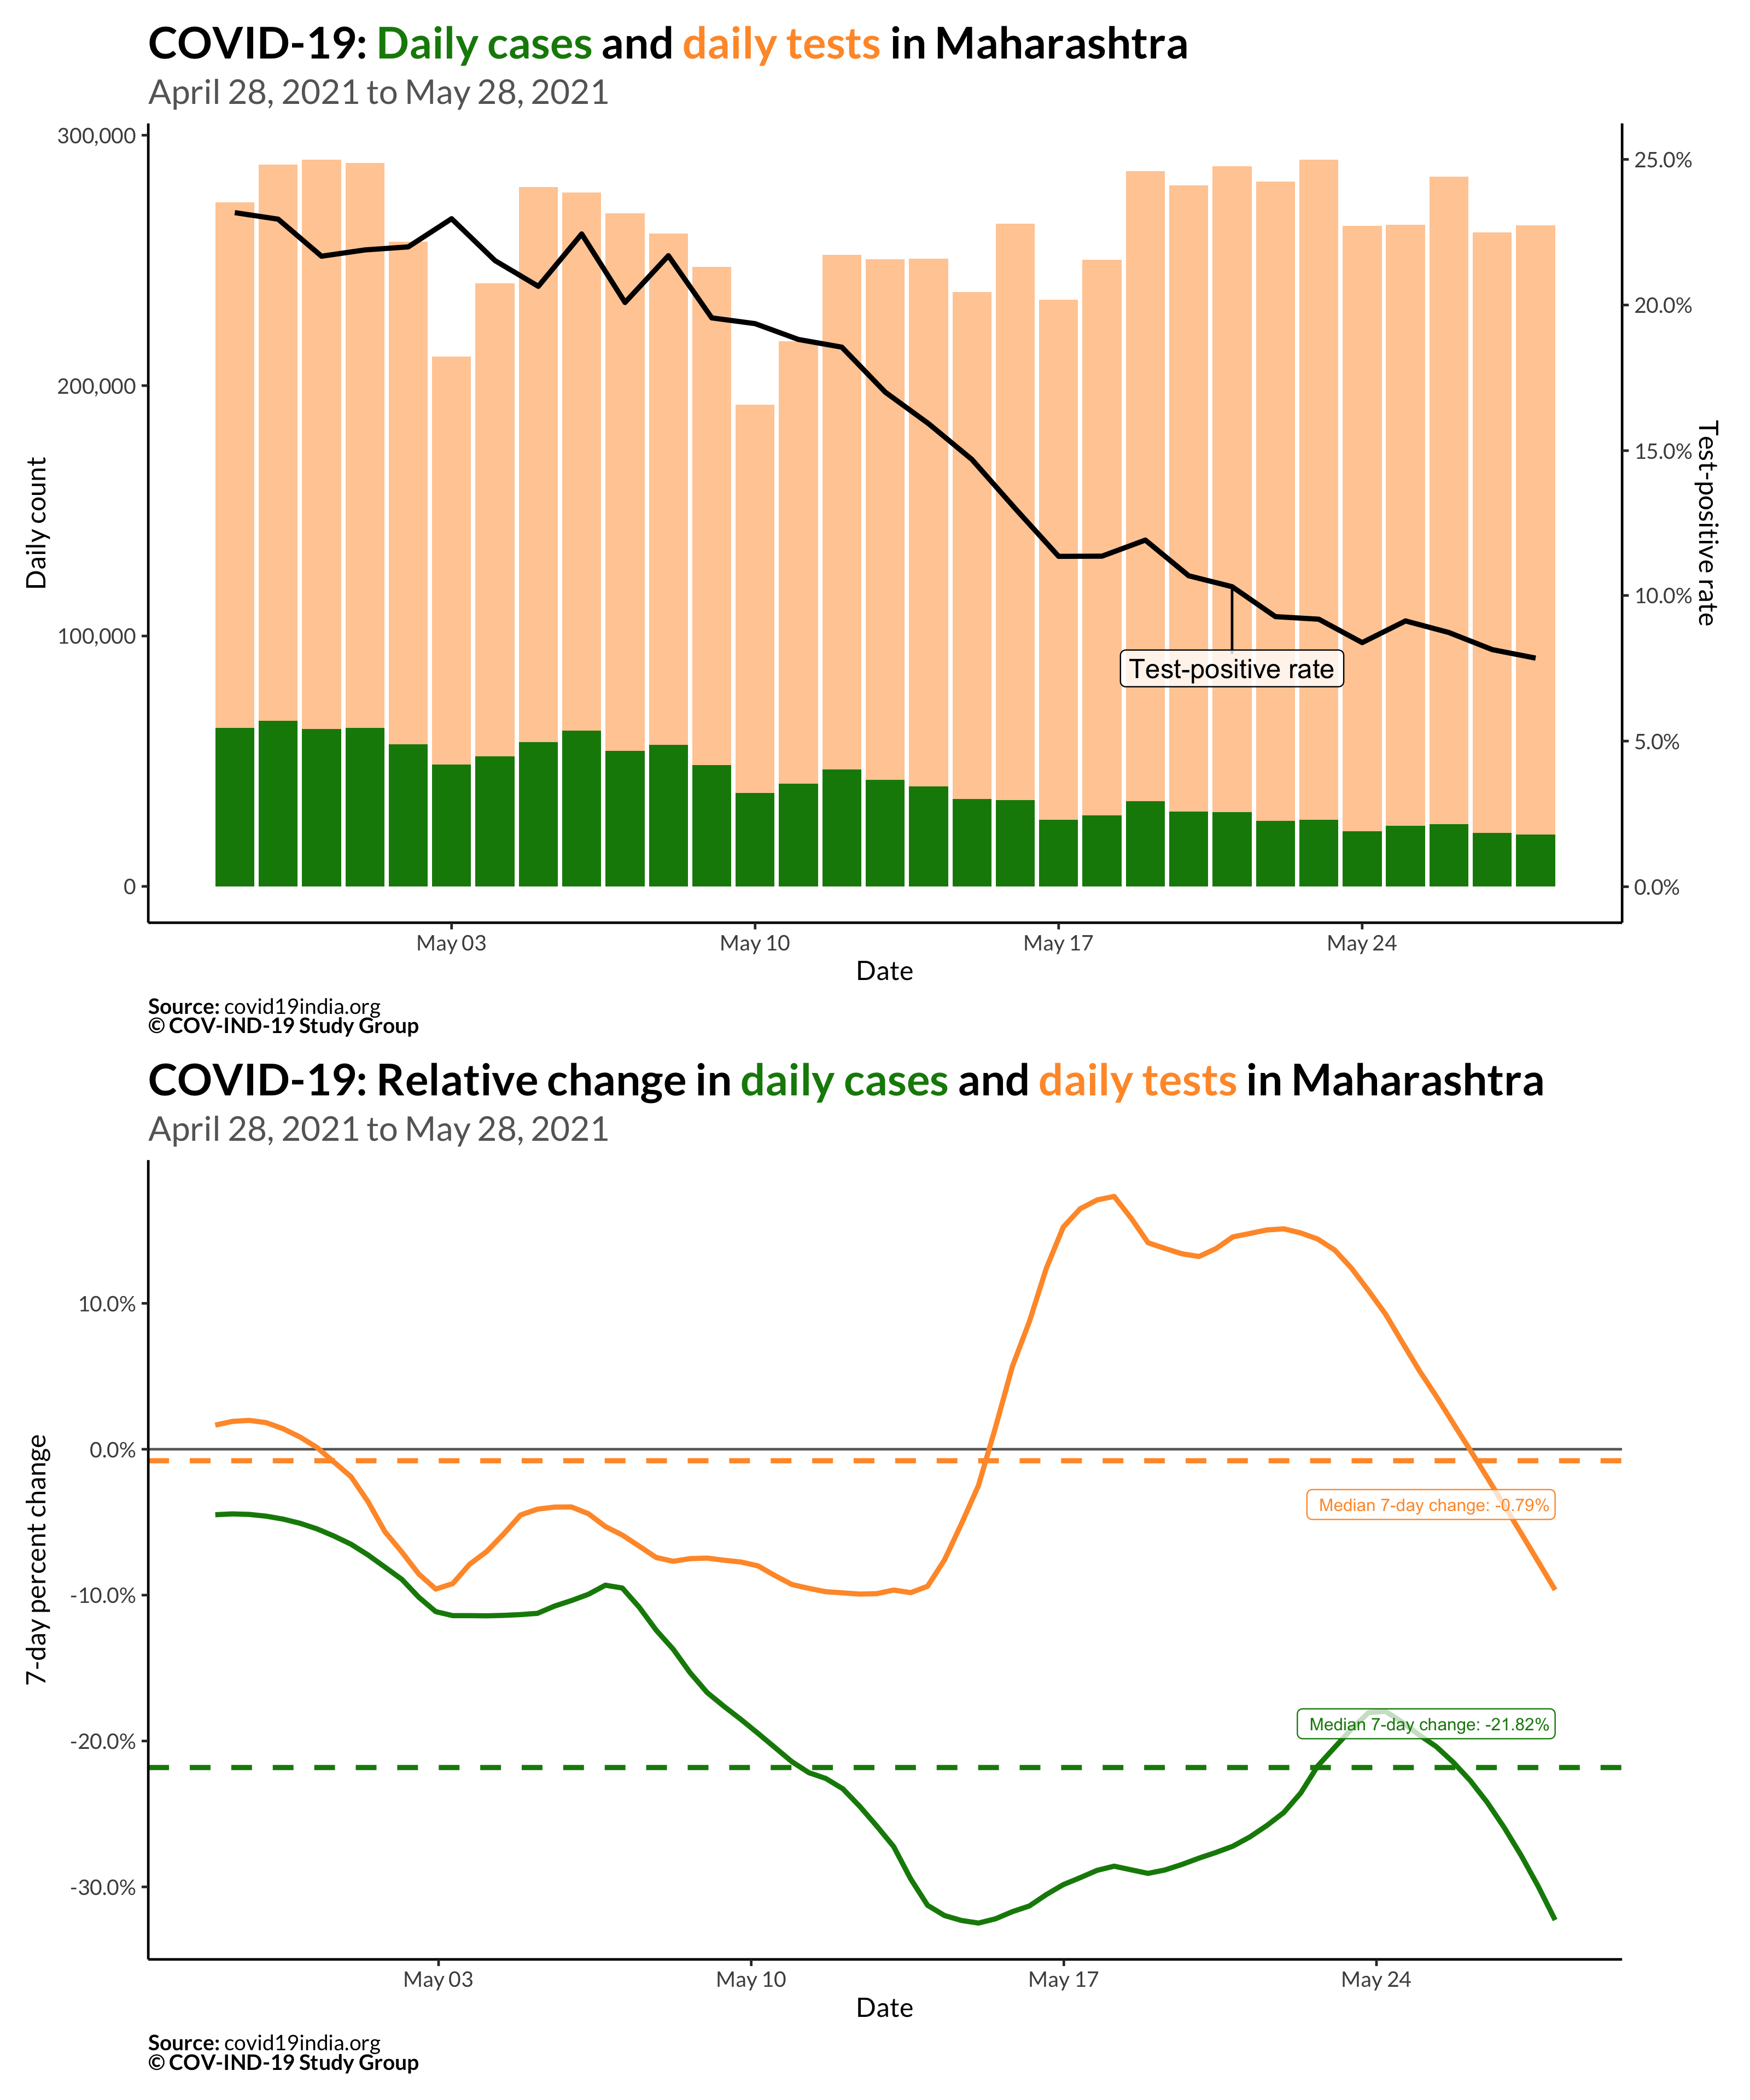 COVID-19: Daily cases and daily tests in Maharashtra
April 28, 2021 to May 28, 2021
300,000
200,000
100,000
0
Daily count
25.0%
20.0%
15.0%
10.0%
5.0%
0.0%
Test-positive rate
Test-positive rate
May 03
May 10
May 17
May 24
Date
Source: covid19india.org
© COV-IND-19 Study Group
COVID-19: Relative change in daily cases and daily tests in Maharashtra
April 28, 2021 to May 28, 2021
10.0%
0.0%
-10.0%
-20.0%
-30.0%
7-day percent change
Median 7-day change: -0.79%
Median 7-day change: -21.82%
May 03
May 10
May 17
May 24
Date
Source: covid19india.org
© COV-IND-19 Study Group